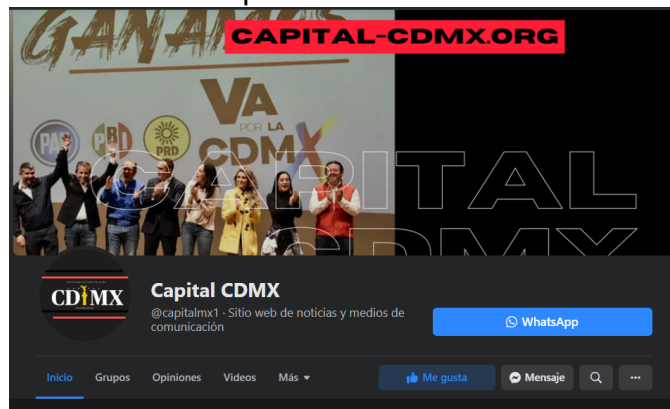 GANAMOS
CAPITAL-CDMX.ORG
VA
POR LA
CDMX
PAN
PRI
PRD
CAPITAL
CDMX
CDMX
Capital CDMX
@capitalmx1 · Sitio web de noticias y medios de
comunicación
WhatsApp
Inicio Grupos Opiniones Videos Más
Me gusta Mensaje